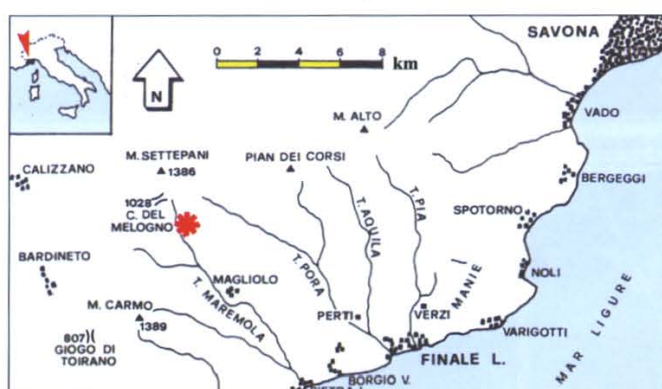 SAVONA
0 2 4 6 8 km
N
VADO
M. ALTO
M. SETTEPANI
1386
PIAN DEI CORSI
CALIZZANO
BERGEGGI
1028
C. DEL
MELOGNO
T. AQUILA
T. PIA
SPOTORNO
BARDINETO
MAGLIOLO
T. PORA
MANIE
NOLI
T. MAREMOLA
M. CARMO
1389
PERTI
VERZI
VARIGOTTI
MAR LIGURE
807
GIOGO DI
TOIRANO
FINALE L.
BORGIO V.